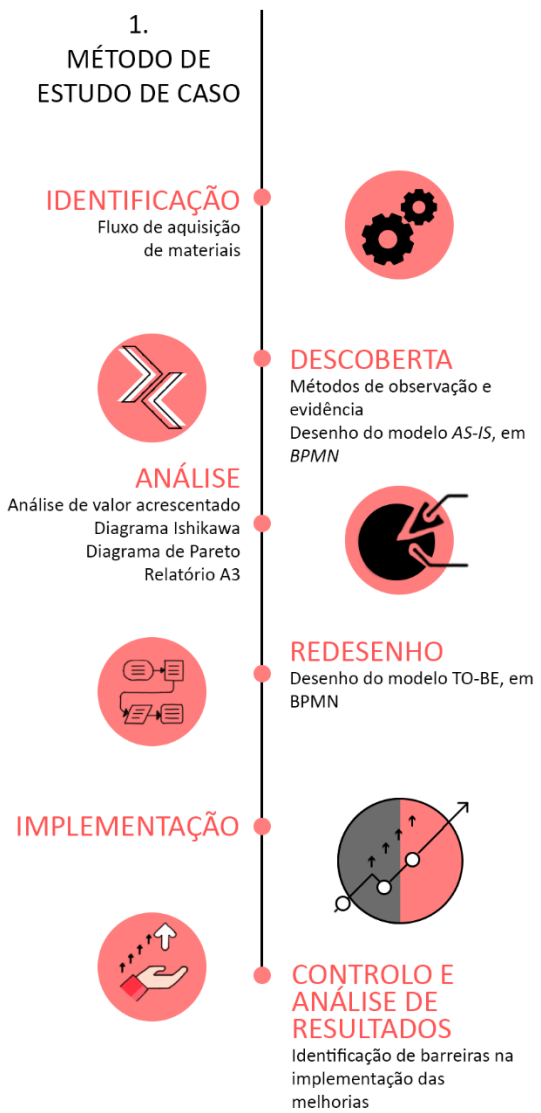 1.
MÉTODO DE
ESTUDO DE CASO
IDENTIFICAÇÃO
Fluxo de aquisição
de materiais
DESCOBERTA
Métodos de observação e
evidência
Desenho do modelo AS-IS, em
BPMN
ANÁLISE
Análise de valor acrescentado
Diagrama Ishikawa
Diagrama de Pareto
Relatório A3
REDESENHO
Desenho do modelo TO-BE, em
BPMN
IMPLEMENTAÇÃO
CONTROLO E
ANÁLISE DE
RESULTADOS
Identificação de barreiras na
implementação das
melhorias